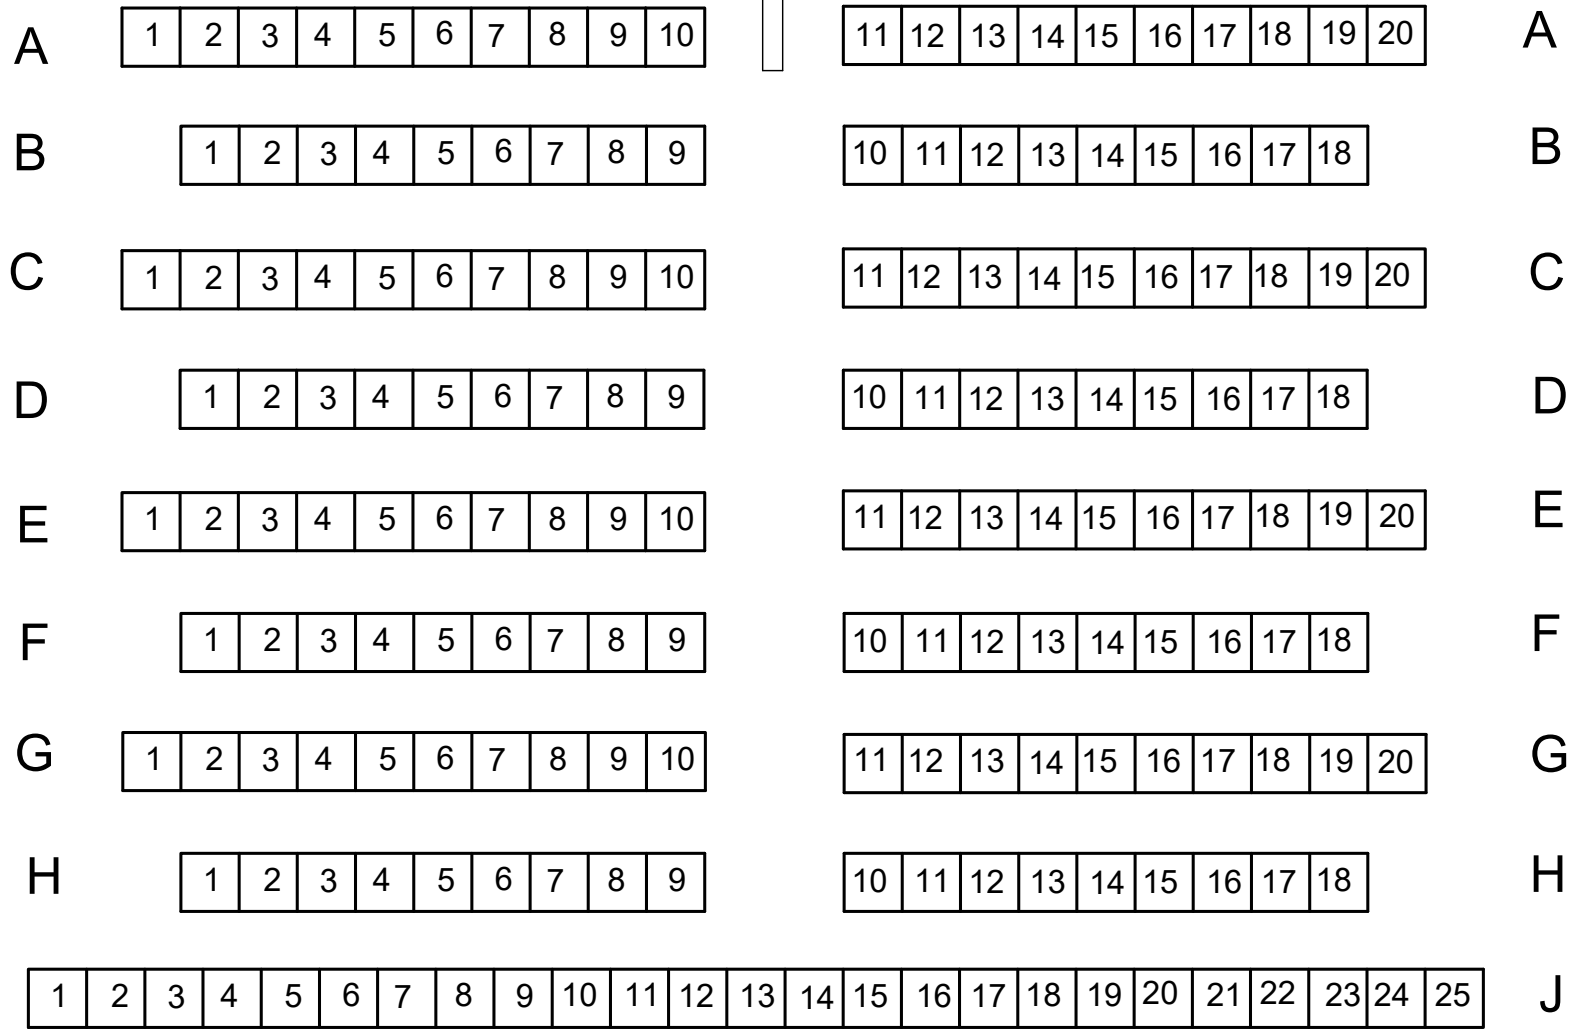 A 1 2 3 4 5 6 7 8 9 10 11 12 13 14 15 16 17 18 19 20 A
B 1 2 3 4 5 6 7 8 9 10 11 12 13 14 15 16 17 18 B
C 1 2 3 4 5 6 7 8 9 10 11 12 13 14 15 16 17 18 19 20 C
D 1 2 3 4 5 6 7 8 9 10 11 12 13 14 15 16 17 18 D
E 1 2 3 4 5 6 7 8 9 10 11 12 13 14 15 16 17 18 19 20 E
F 1 2 3 4 5 6 7 8 9 10 11 12 13 14 15 16 17 18 F
G 1 2 3 4 5 6 7 8 9 10 11 12 13 14 15 16 17 18 19 20 G
H 1 2 3 4 5 6 7 8 9 10 11 12 13 14 15 16 17 18 H
1 2 3 4 5 6 7 8 9 10 11 12 13 14 15 16 17 18 19 20 21 22 23 24 25 J